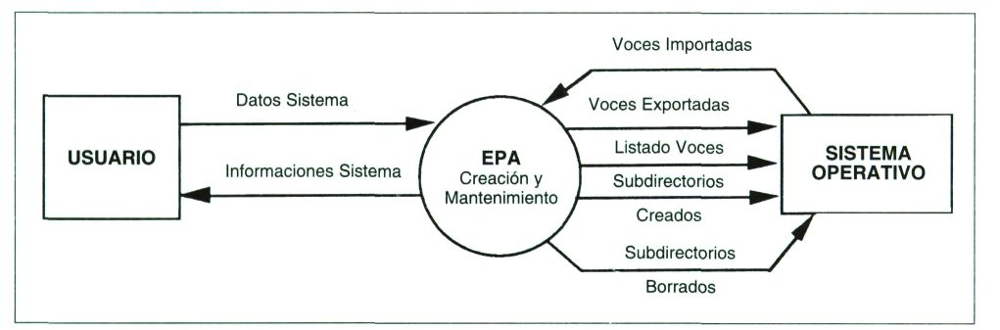 Voces Importadas
Datos Sistema
Voces Exportadas
USUARIO
EPA
Creación y
Mantenimiento
Listado Voces
SISTEMA
OPERATIVO
Informaciones Sistema
Subdirectorios
Creados
Subdirectorios
Borrados